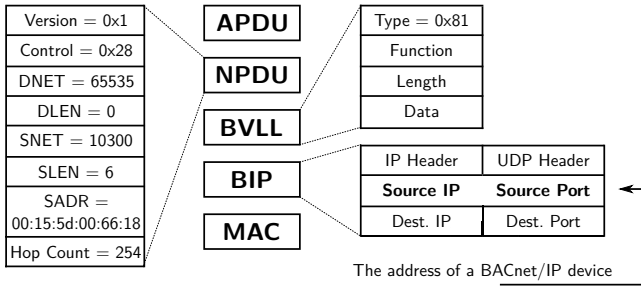 Version = 0x1
Control = 0x28
DNET = 65535
DLEN = 0
SNET = 10300
SLEN = 6
SADR =
00:15:5d:00:66:18
Hop Count = 254
APDU
NPDU
BVLL
BIP
MAC
Type = 0x81
Function
Length
Data
IP Header UDP Header
Source IP Source Port
Dest. IP Dest. Port
The address of a BACnet/IP device